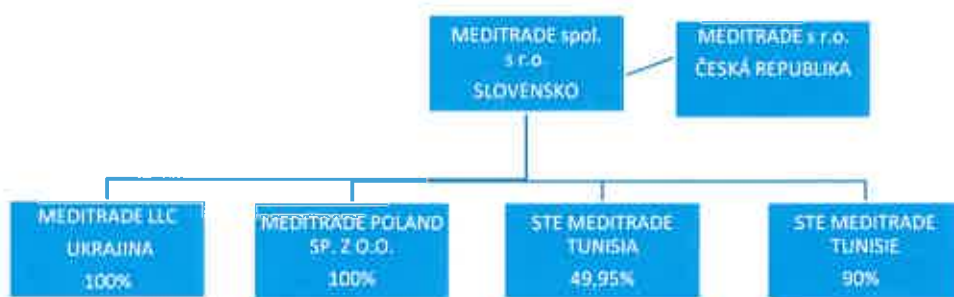 MEDITRADE spol.
s r.o.
SLOVENSKO
MEDITRADE s r.o.
ČESKÁ REPUBLIKA
MEDITRADE LLC
UKRAJINA
100%
MEDITRADE POLAND
SP. Z O.O.
100%
STE MEDITRADE
TUNISIA
49,95%
STE MEDITRADE
TUNISIE
90%